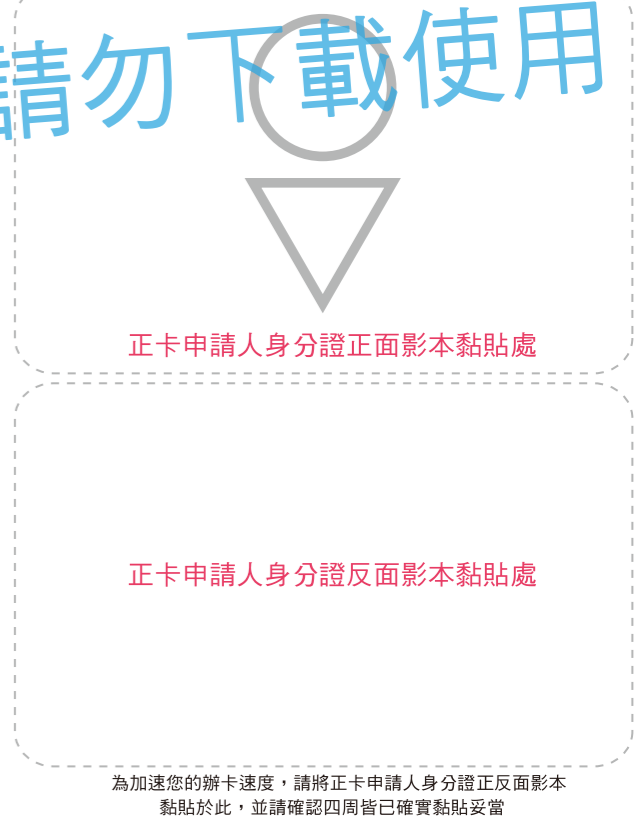 請勿下載使用
正卡申請人身分證正面影本黏貼處
正卡申請人身分證反面影本黏貼處
為加速您的辦卡速度，請將正卡申請人身分證正反面影本
黏貼於此，並請確認四周皆已確實黏貼妥當